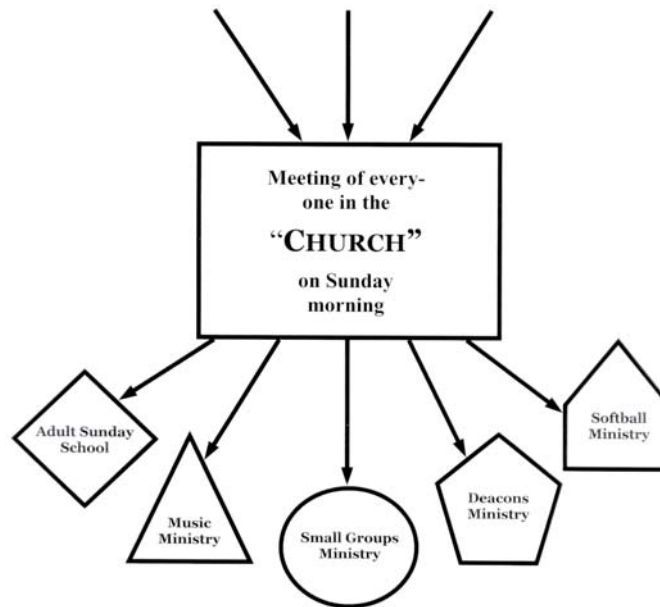 Meeting of every-
one in the
“CHURCH”
on Sunday
morning
Adult Sunday
School
Music
Ministry
Small Groups
Ministry
Deacons
Ministry
Softball
Ministry